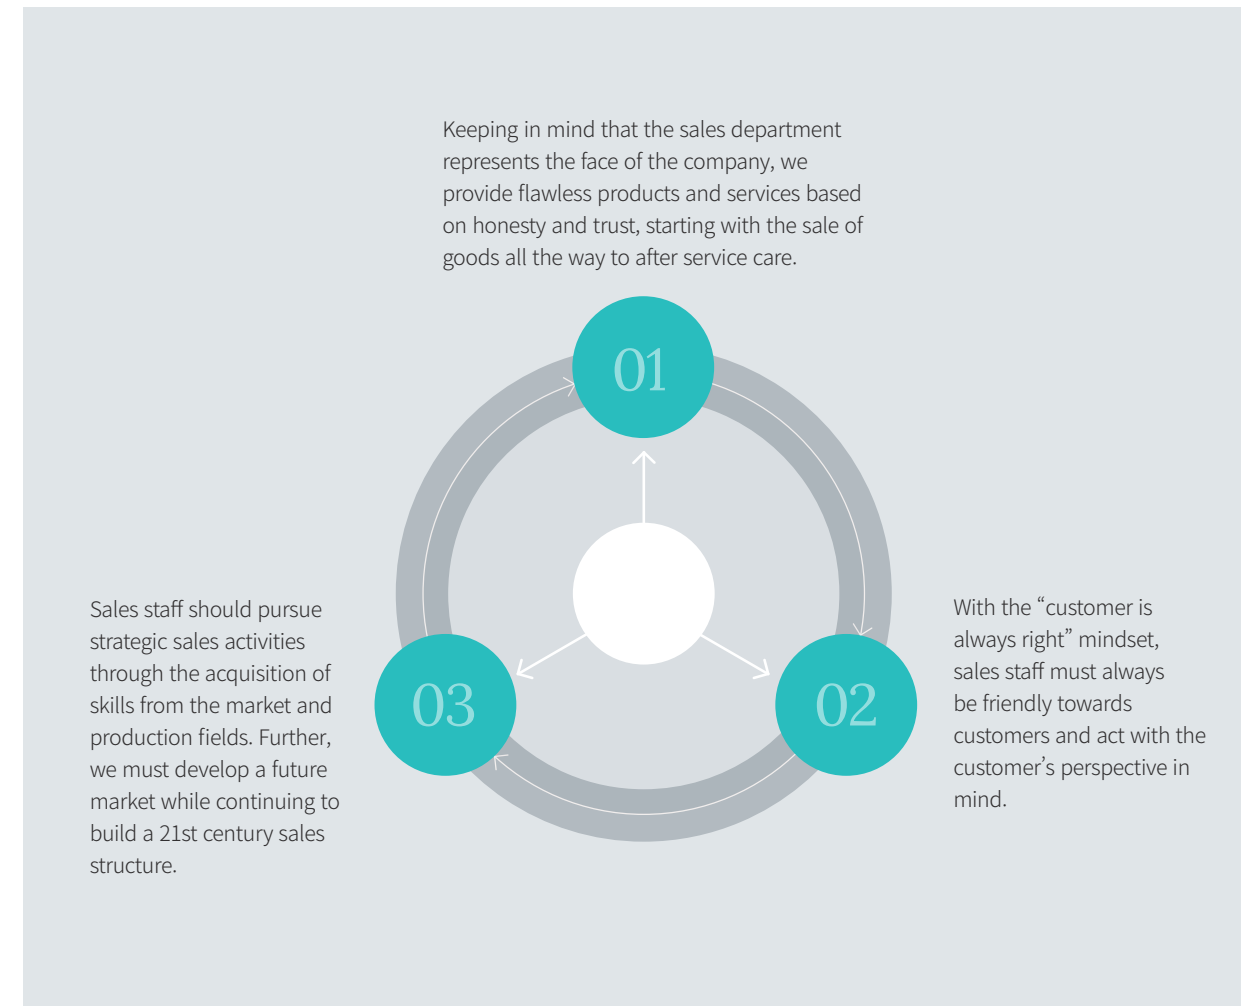 Keeping in mind that the sales department
represents the face of the company, we
provide flawless products and services based
on honesty and trust, starting with the sale of
goods all the way to after service care.
01
Sales staff should pursue
strategic sales activities
through the acquisition of
skills from the market and
production fields. Further,
we must develop a future
market while continuing to
build a 21st century sales
structure.
03
02
With the “customer is
always right” mindset,
sales staff must always
be friendly towards
customers and act with the
customer’s perspective in
mind.